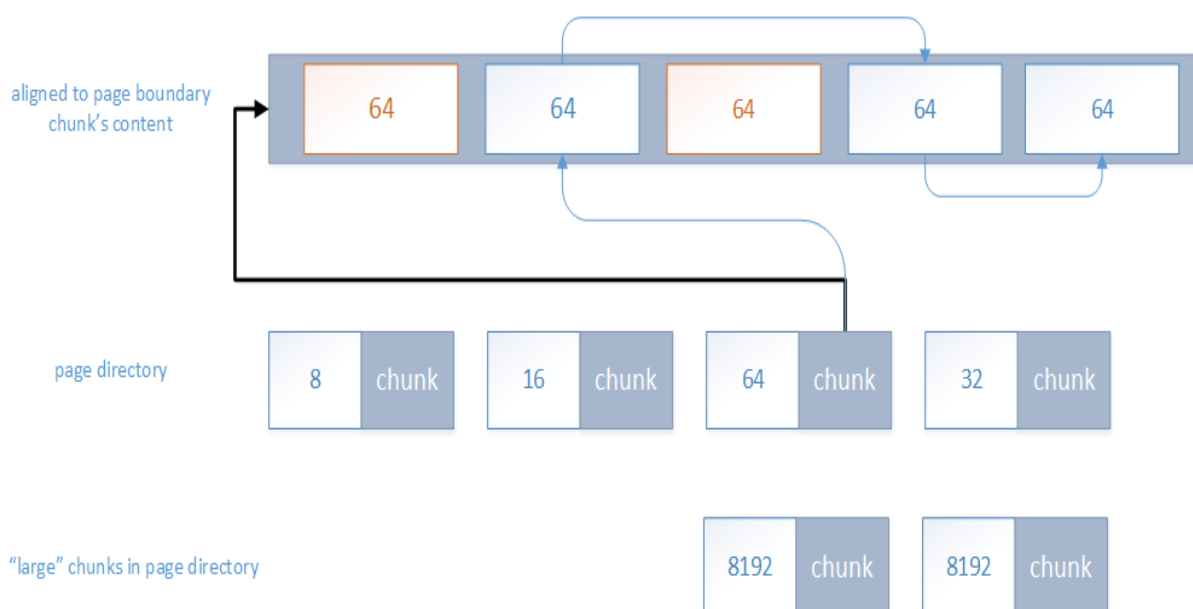 64 64 64 64 64
aligned to page boundary
chunk's content
page directory
8 chunk 16 chunk 64 chunk 32 chunk
"large" chunks in page directory
8192 chunk 8192 chunk